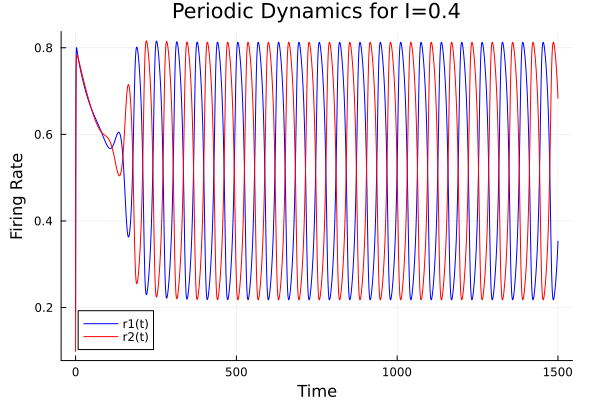 Periodic Dynamics for I=0.4
Firing Rate
0.8
0.6
0.4
0.2
r1(t)
r2(t)
0
500
1000
1500
Time